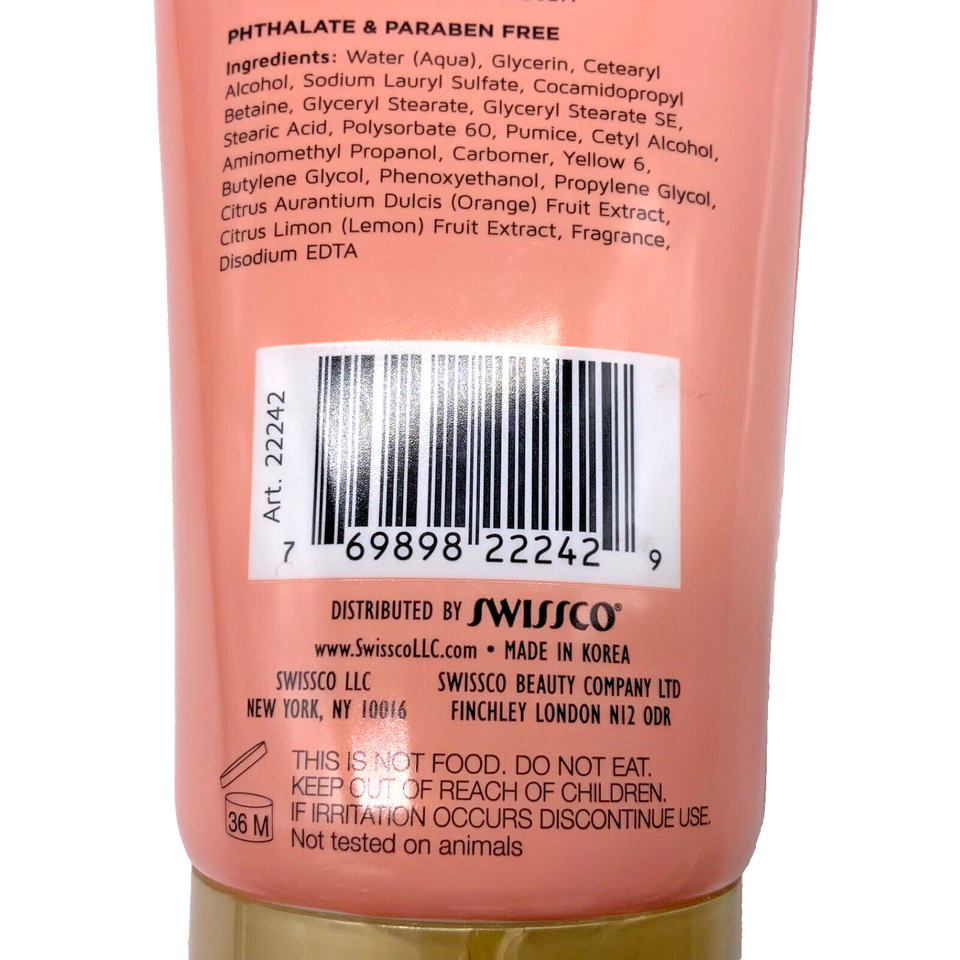 PHTHALATE & PARABEN FREE
Ingredients: Water (Aqua), Glycerin, Cetearyl
Alcohol, Sodium Lauryl Sulfate, Cocamidopropyl
Betaine, Glyceryl Stearate, Glyceryl Stearate SE,
Stearic Acid, Polysorbate 60, Pumice, Cetyl Alcohol,
Aminomethyl Propanol, Carbomer, Yellow 6,
Butylene Glycol, Phenoxyethanol, Propylene Glycol,
Citrus Aurantium Dulcis (Orange) Fruit Extract,
Citrus Limon (Lemon) Fruit Extract, Fragrance,
Disodium EDTA
Art. 22242
7 69898 22242 9
DISTRIBUTED BY SWISSCO®
www.SwisscoLLC.com • MADE IN KOREA
SWISSCO LLC
NEW YORK, NY 10016
SWISSCO BEAUTY COMPANY LTD
FINCHLEY LONDON N12 0DR
36 M
THIS IS NOT FOOD. DO NOT EAT.
KEEP OUT OF REACH OF CHILDREN.
IF IRRITATION OCCURS DISCONTINUE USE.
Not tested on animals